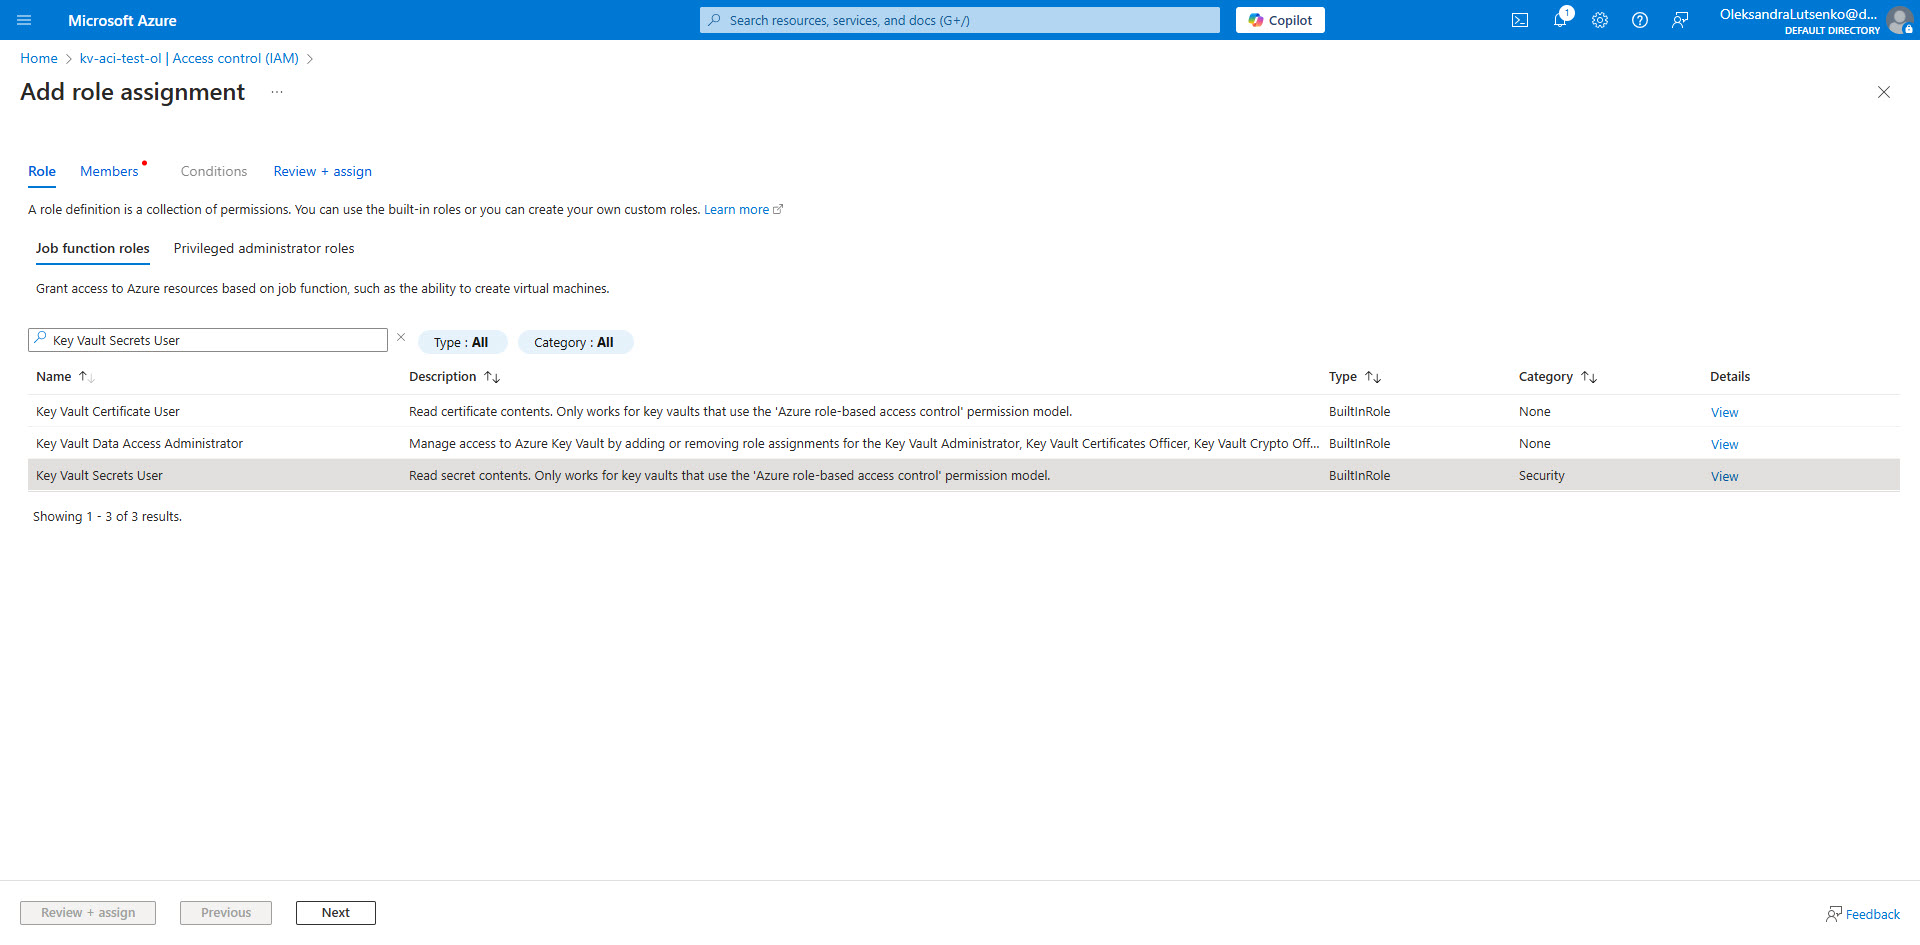 Microsoft Azure
Search resources, services, and docs (G+/)
Copilot
1
OleksandraLutsenko@d...
DEFAULT DIRECTORY
Home > kv-aci-test-ol | Access control (IAM) >
Add role assignment ...
Role Members Conditions Review + assign
A role definition is a collection of permissions. You can use the built-in roles or you can create your own custom roles. Learn more
Job function roles Privileged administrator roles
Grant access to Azure resources based on job function, such as the ability to create virtual machines.
Key Vault Secrets User
Type : All
Category : All
Name Description Type Category Details
Key Vault Certificate User Read certificate contents. Only works for key vaults that use the 'Azure role-based access control' permission model. BuiltInRole None View
Key Vault Data Access Administrator Manage access to Azure Key Vault by adding or removing role assignments for the Key Vault Administrator, Key Vault Certificates Officer, Key Vault Crypto Off... BuiltInRole None View
Key Vault Secrets User Read secret contents. Only works for key vaults that use the 'Azure role-based access control' permission model. BuiltInRole Security View
Showing 1 - 3 of 3 results.
Review + assign Previous Next
Feedback